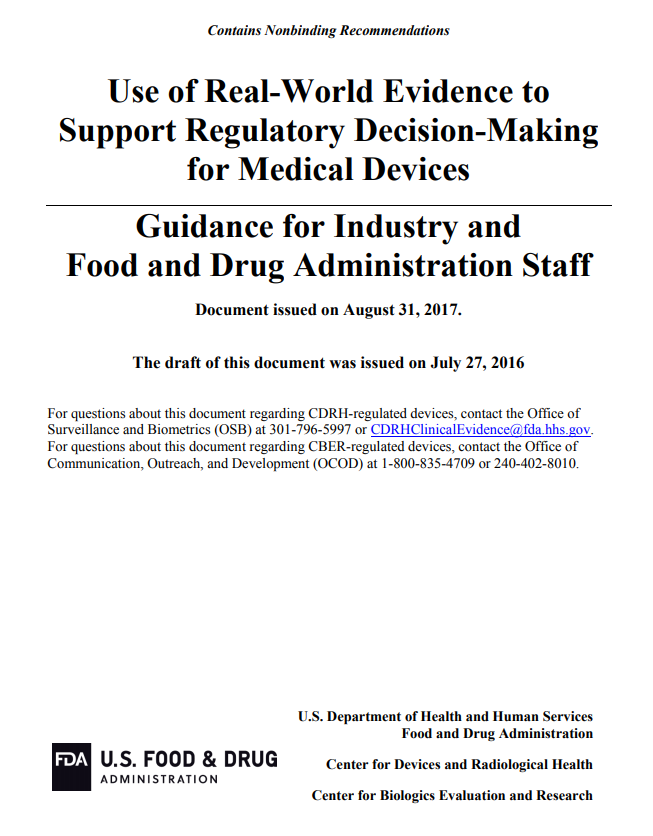 Contains Nonbinding Recommendations
Use of Real-World Evidence to
Support Regulatory Decision-Making
for Medical Devices
Guidance for Industry and
Food and Drug Administration Staff
Document issued on August 31, 2017.
The draft of this document was issued on July 27, 2016
For questions about this document regarding CDRH-regulated devices, contact the Office of
Surveillance and Biometrics (OSB) at 301-796-5997 or CDRHClinicalEvidence@fda.hhs.gov.
For questions about this document regarding CBER-regulated devices, contact the Office of
Communication, Outreach, and Development (OCOD) at 1-800-835-4709 or 240-402-8010.
U.S. Department of Health and Human Services
Food and Drug Administration
Center for Devices and Radiological Health
Center for Biologics Evaluation and Research
FDA U.S. FOOD & DRUG
ADMINISTRATION